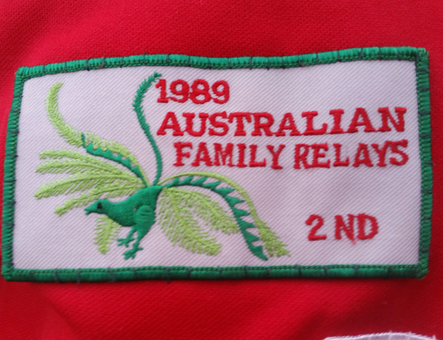 1989
AUSTRALIAN
FAMILY RELAYS
2 ND